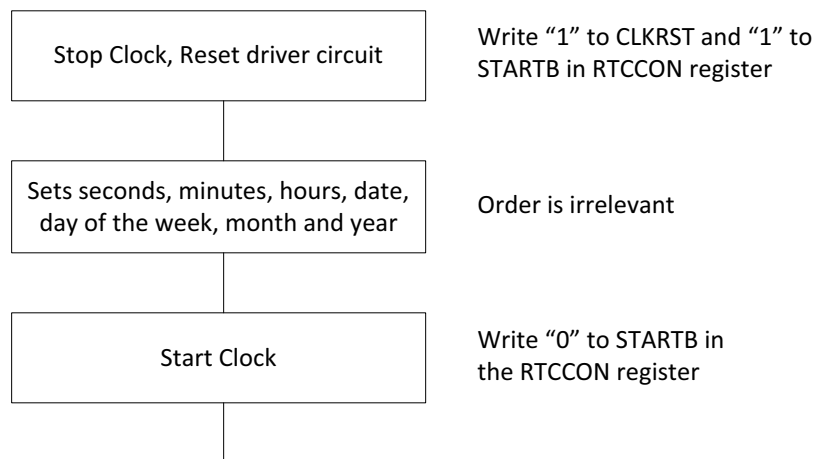 Stop Clock, Reset driver circuit
Write “1” to CLKRST and “1” to
STARTB in RTCCON register
Sets seconds, minutes, hours, date,
day of the week, month and year
Order is irrelevant
Start Clock
Write “0” to STARTB in
the RTCCON register